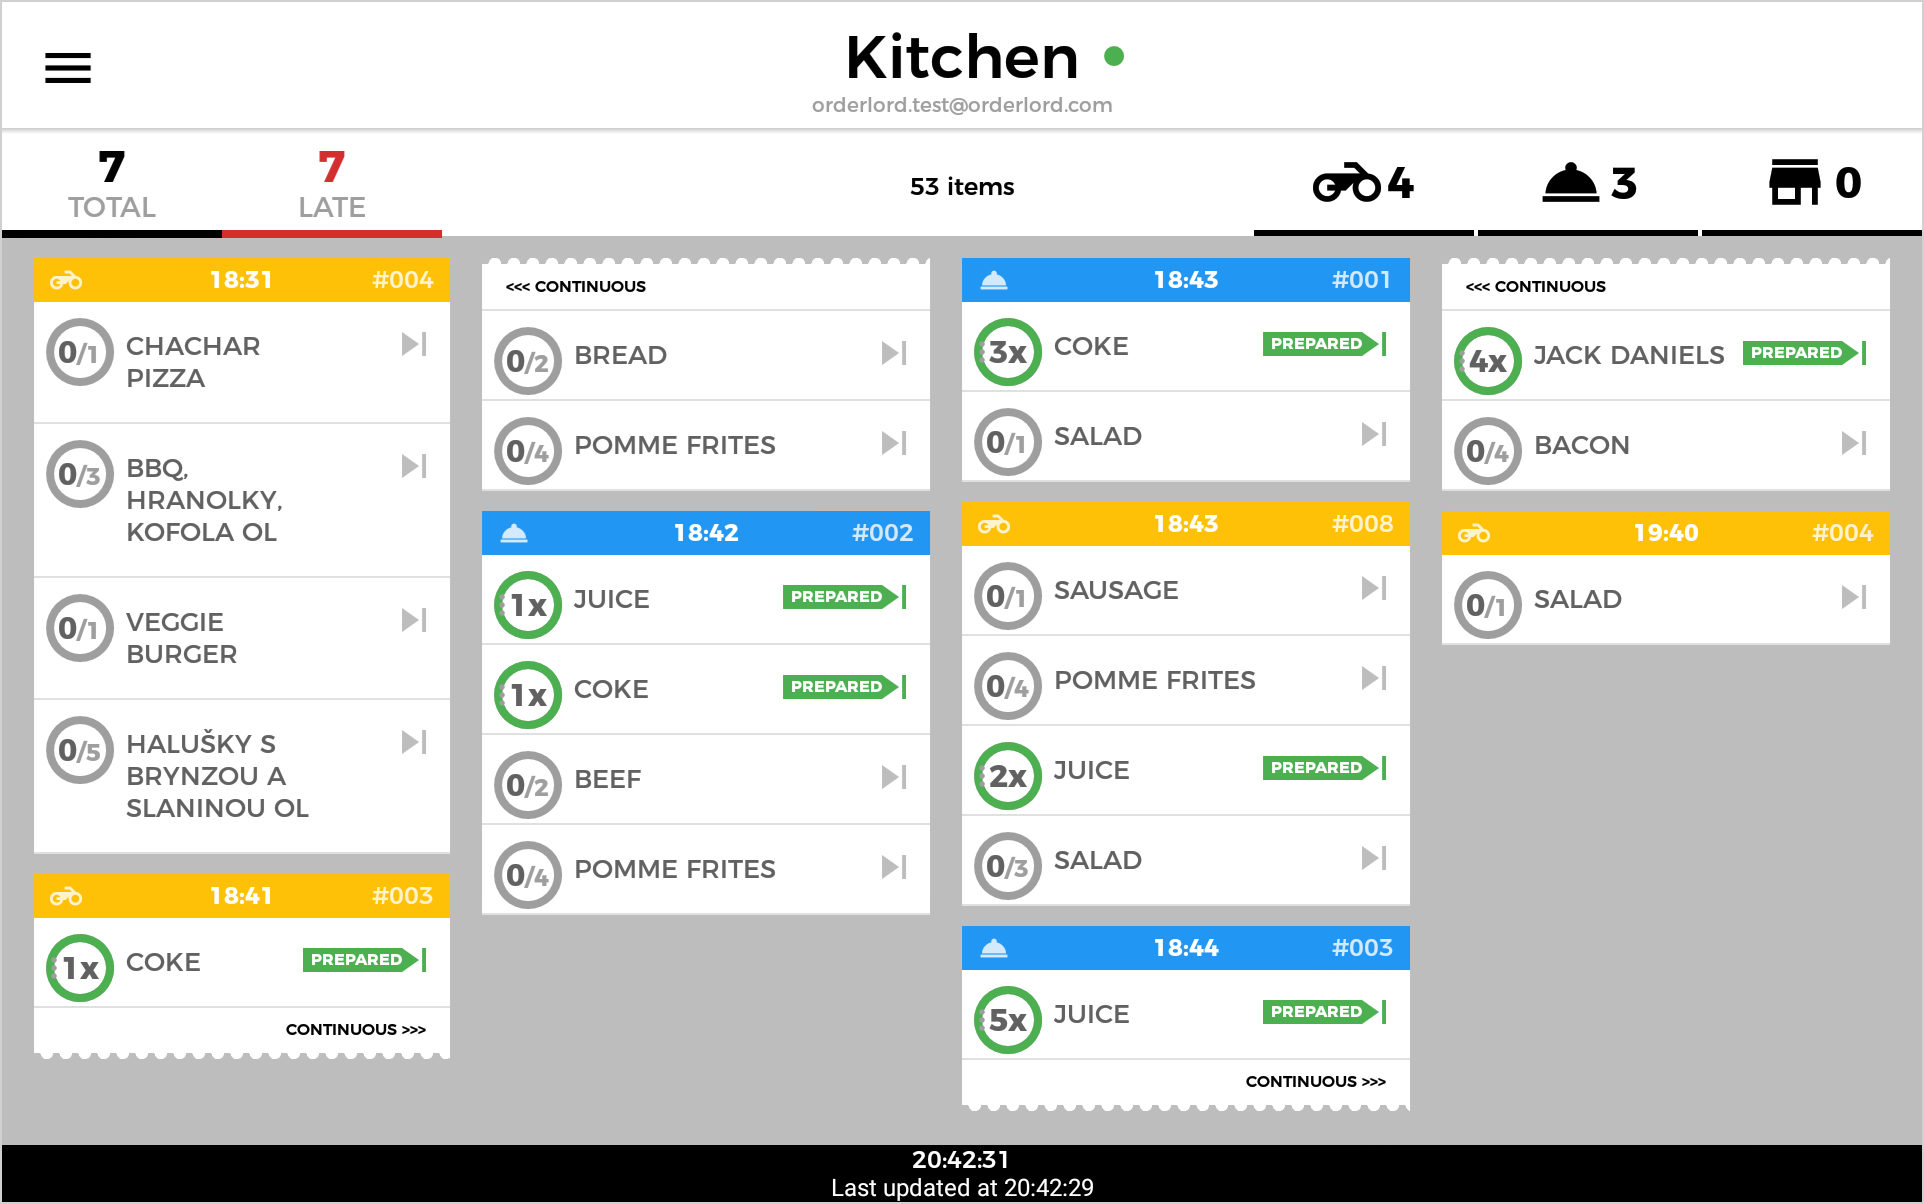 Kitchen
orderlord.test@orderlord.com
7
TOTAL
7
LATE
53 items
4
3
0
18:31 #004
0/1 CHACHAR
PIZZA
0/3 BBQ,
HRANOLKY,
KOFOLA OL
0/1 VEGGIE
BURGER
0/5 HALUŠKY S
BRYNZOU A
SLANINOU OL
18:41 #003
1x COKE PREPARED
CONTINUOUS >>>
<<< CONTINUOUS
0/2 BREAD
0/4 POMME FRITES
18:42 #002
1x JUICE PREPARED
1x COKE PREPARED
0/2 BEEF
0/4 POMME FRITES
18:43 #001
3x COKE PREPARED
0/1 SALAD
18:43 #008
0/1 SAUSAGE
0/4 POMME FRITES
2x JUICE PREPARED
0/3 SALAD
18:44 #003
5x JUICE PREPARED
CONTINUOUS >>>
<<< CONTINUOUS
4x JACK DANIELS PREPARED
0/4 BACON
19:40 #004
0/1 SALAD
20:42:31
Last updated at 20:42:29